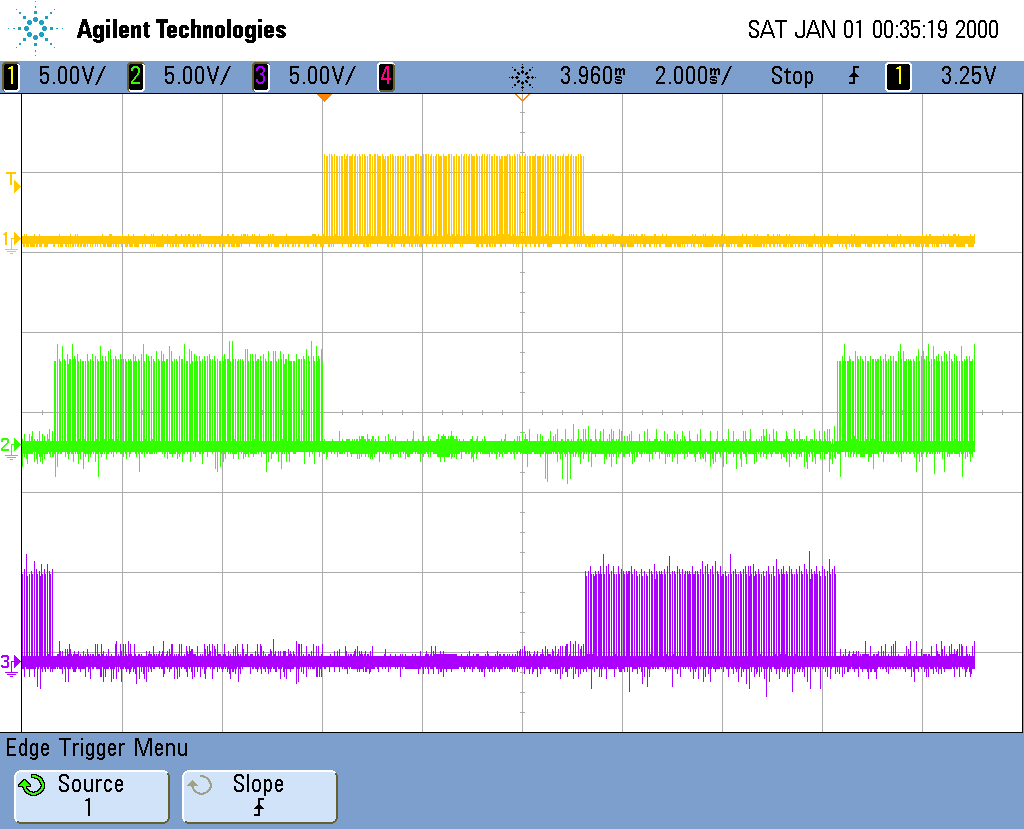 Agilent Technologies SAT JAN 01 00:35:19 2000
1 5.00V/ 2 5.00V/ 3 5.00V/ 4 3.960ms 2.000ms/ Stop 1 3.25V
T
1
2
3
Edge Trigger Menu
Source Slope
1